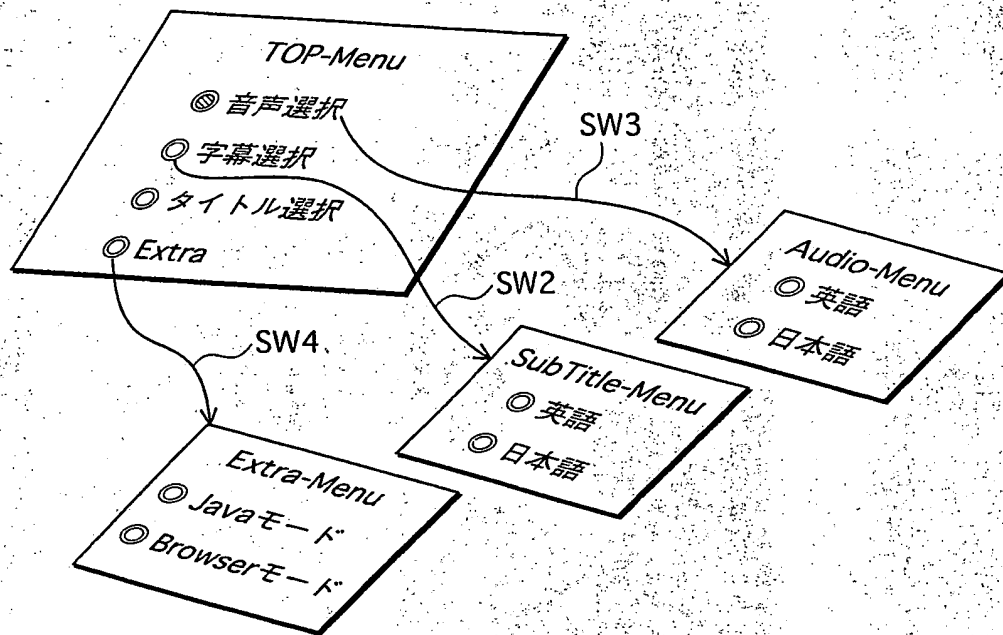 TOP-Menu
音声選択
字幕選択
タイトル選択
Extra
SW3
SW2
SW4
Audio-Menu
英語
日本語
SubTitle-Menu
英語
日本語
Extra-Menu
Javaモード
Browserモード